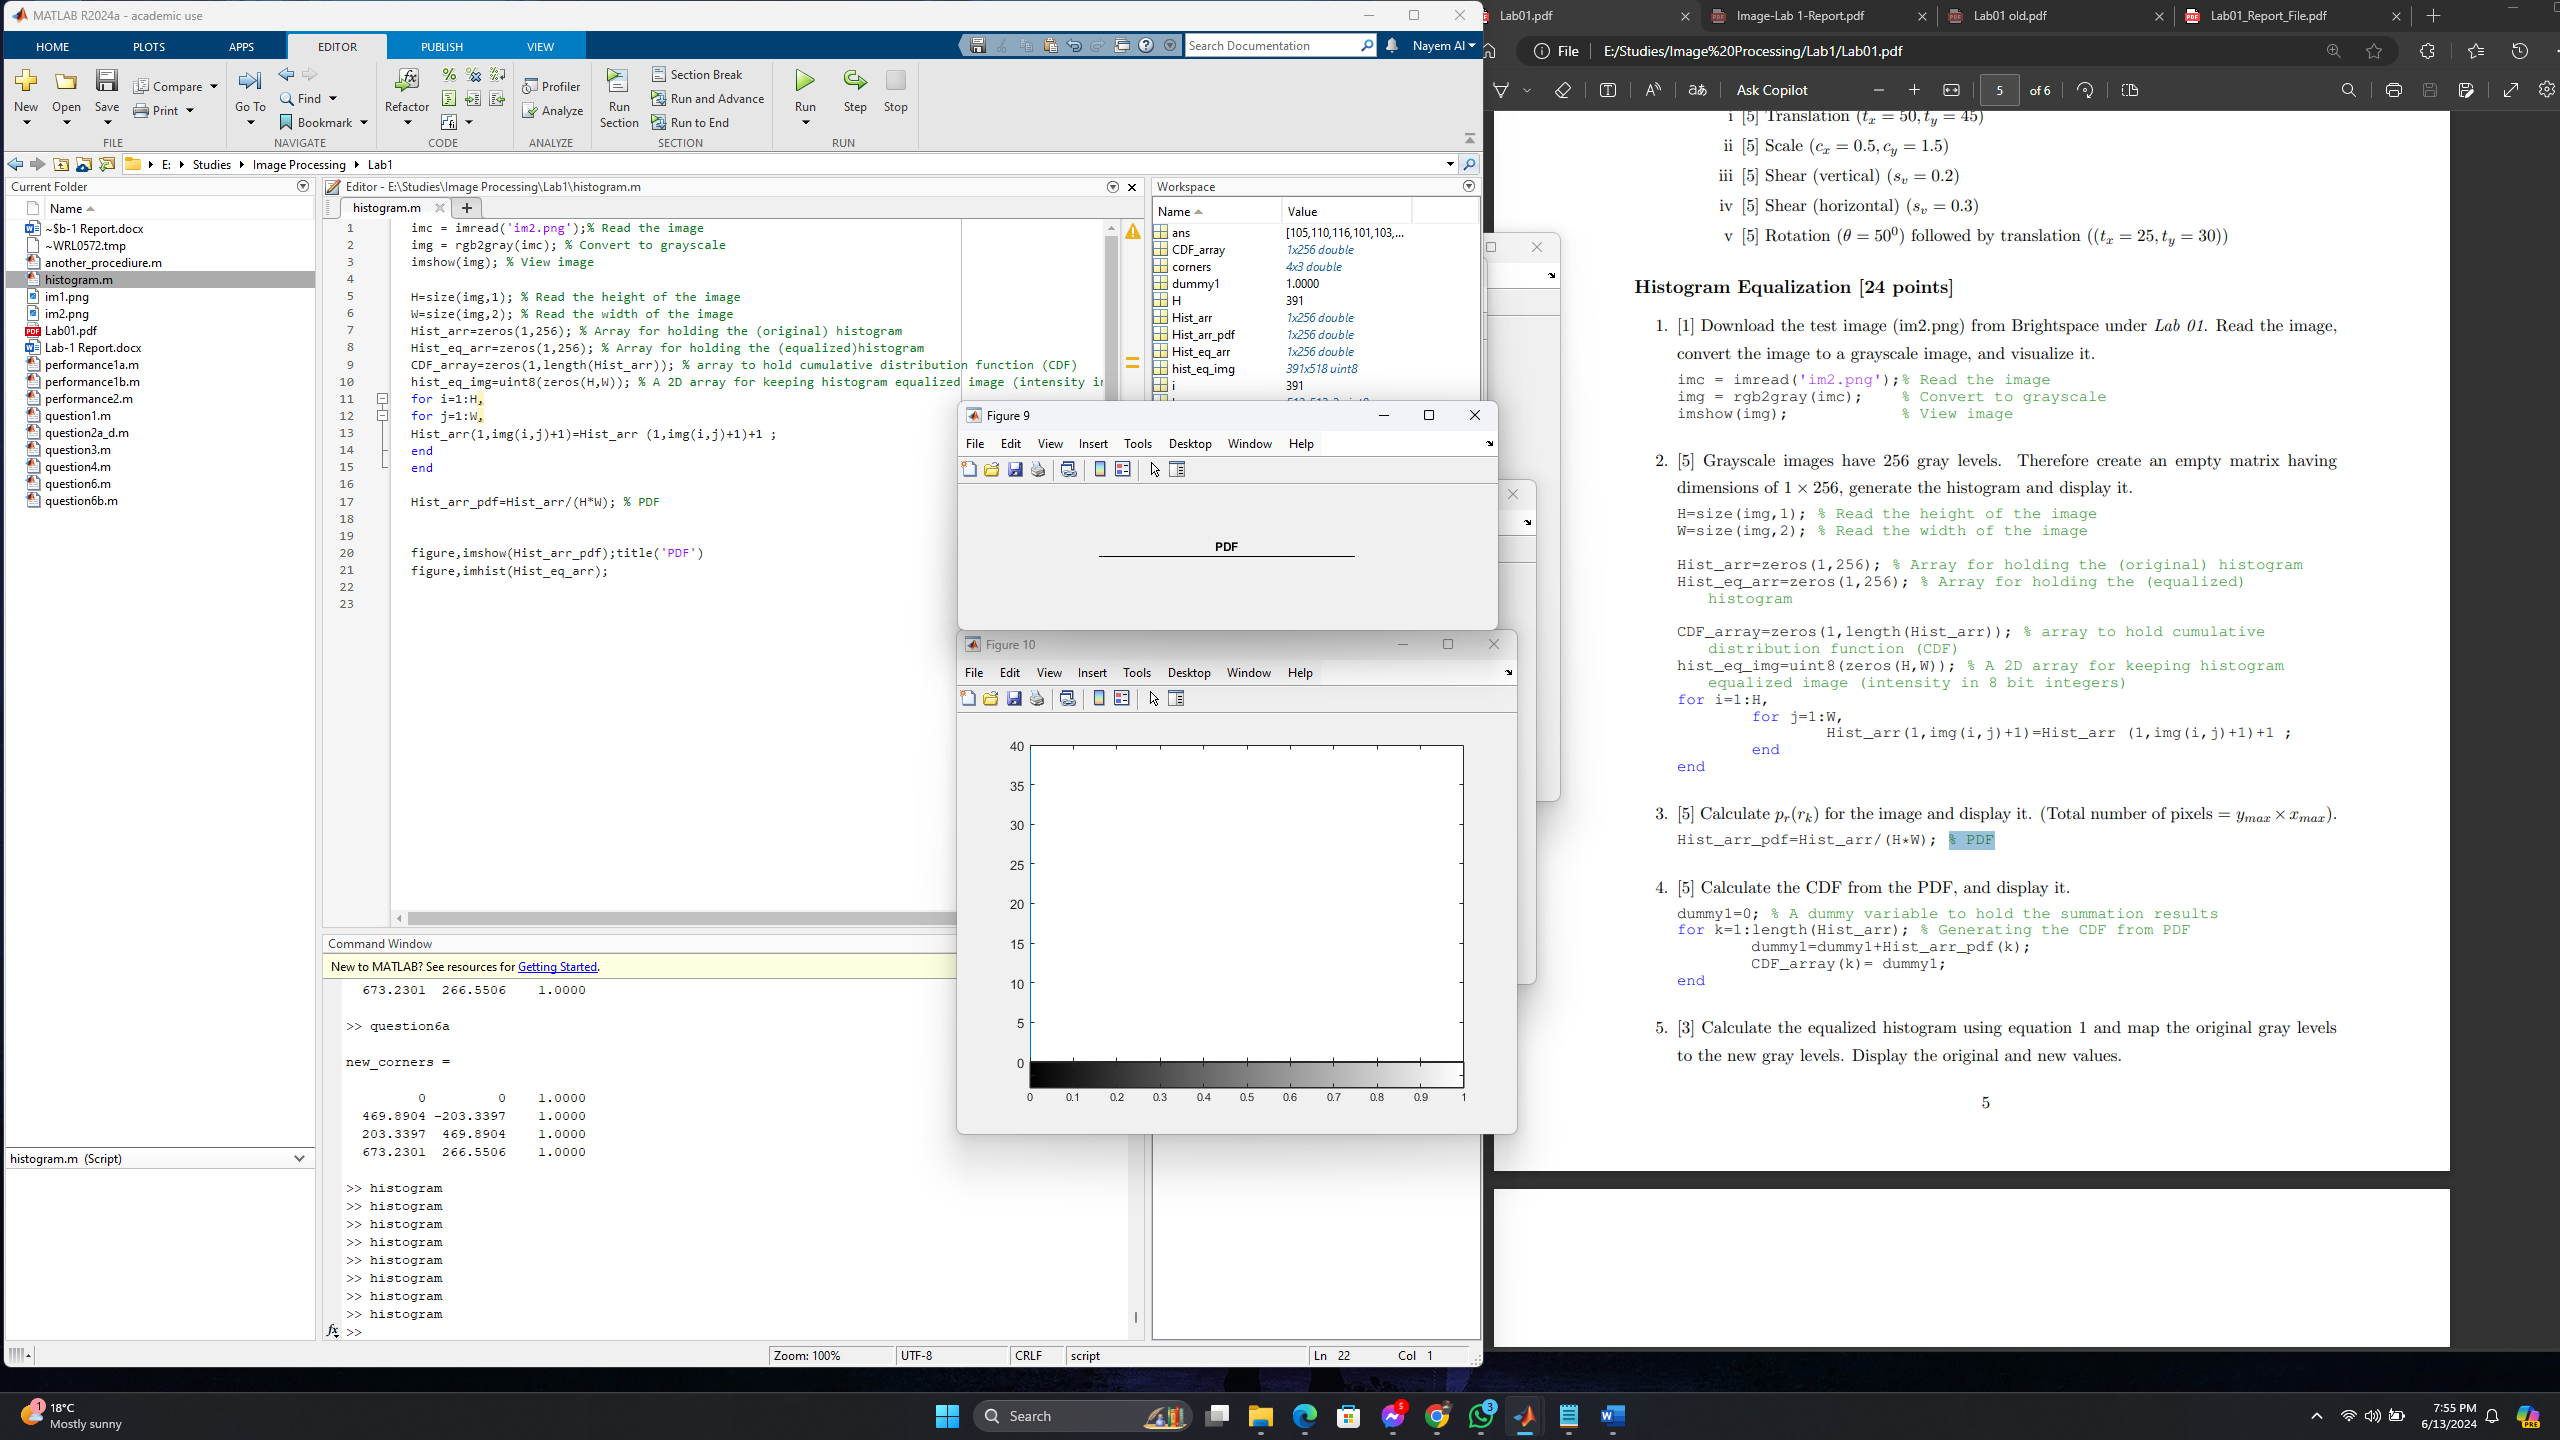 MATLAB R2024a - academic use
HOME PLOTS APPS EDITOR PUBLISH VIEW
Search Documentation
Nayem Al
New Open Save Compare Print
Go To Find Bookmark
Refactor
Profiler Analyze
Run Section
Section Break
Run and Advance
Run to End
Run Step Stop
FILE NAVIGATE CODE ANALYZE SECTION RUN
E: Studies Image Processing Lab1
Current Folder
Name
~$b-1 Report.docx
~WRL0572.tmp
another_procediure.m
histogram.m
im1.png
im2.png
Lab01.pdf
Lab-1 Report.docx
performance1a.m
performance1b.m
performance2.m
question1.m
question2a_d.m
question3.m
question4.m
question6.m
question6b.m
histogram.m (Script)
Editor - E:\Studies\Image Processing\Lab1\histogram.m
histogram.m
1 imc = imread('im2.png');% Read the image
2 img = rgb2gray(imc); % Convert to grayscale
3 imshow(img); % View image
4
5 H=size(img,1); % Read the height of the image
6 W=size(img,2); % Read the width of the image
7 Hist_arr=zeros(1,256); % Array for holding the (original) histogram
8 Hist_eq_arr=zeros(1,256); % Array for holding the (equalized)histogram
9 CDF_array=zeros(1,length(Hist_arr)); % array to hold cumulative distribution function (CDF)
10 hist_eq_img=uint8(zeros(H,W)); % A 2D array for keeping histogram equalized image (intensity
11 for i=1:H,
12 for j=1:W,
13 Hist_arr(1,img(i,j)+1)=Hist_arr (1,img(i,j)+1)+1 ;
14 end
15 end
16
17 Hist_arr_pdf=Hist_arr/(H*W); % PDF
18
19
20 figure,imshow(Hist_arr_pdf);title('PDF')
21 figure,imhist(Hist_eq_arr);
22
23
Workspace
Name Value
ans [105,110,116,101,103,...
CDF_array 1x256 double
corners 4x3 double
dummy1 1.0000
H 391
Hist_arr 1x256 double
Hist_arr_pdf 1x256 double
Hist_eq_arr 1x256 double
hist_eq_img 391x518 uint8
i 391
Figure 9
File Edit View Insert Tools Desktop Window Help
PDF
Figure 10
File Edit View Insert Tools Desktop Window Help
40
35
30
25
20
15
10
5
0
0 0.1 0.2 0.3 0.4 0.5 0.6 0.7 0.8 0.9 1
Command Window
New to MATLAB? See resources for Getting Started.
673.2301 266.5506 1.0000
>> question6a
new_corners =
0 0 1.0000
469.8904 -203.3397 1.0000
203.3397 469.8904 1.0000
673.2301 266.5506 1.0000
>> histogram
>> histogram
>> histogram
>> histogram
>> histogram
>> histogram
>> histogram
>> histogram
fx >>
Zoom: 100% UTF-8 CRLF script Ln 22 Col 1
Lab01.pdf Image-Lab 1-Report.pdf Lab01 old.pdf Lab01_Report_File.pdf
File E:/Studies/Image%20Processing/Lab1/Lab01.pdf
Ask Copilot 5 of 6
i [5] Translation (tx = 50, ty = 45)
ii [5] Scale (cx = 0.5, cy = 1.5)
iii [5] Shear (vertical) (sv = 0.2)
iv [5] Shear (horizontal) (sv = 0.3)
v [5] Rotation (θ = 50⁰) followed by translation ((tx = 25, ty = 30))
Histogram Equalization [24 points]
1. [1] Download the test image (im2.png) from Brightspace under Lab 01. Read the image,
convert the image to a grayscale image, and visualize it.
imc = imread('im2.png');% Read the image
img = rgb2gray(imc); % Convert to grayscale
imshow(img); % View image
2. [5] Grayscale images have 256 gray levels. Therefore create an empty matrix having
dimensions of 1 × 256, generate the histogram and display it.
H=size(img,1); % Read the height of the image
W=size(img,2); % Read the width of the image
Hist_arr=zeros(1,256); % Array for holding the (original) histogram
Hist_eq_arr=zeros(1,256); % Array for holding the (equalized)
histogram
CDF_array=zeros(1,length(Hist_arr)); % array to hold cumulative
distribution function (CDF)
hist_eq_img=uint8(zeros(H,W)); % A 2D array for keeping histogram
equalized image (intensity in 8 bit integers)
for i=1:H,
for j=1:W,
Hist_arr(1,img(i,j)+1)=Hist_arr (1,img(i,j)+1)+1 ;
end
end
3. [5] Calculate pr(rk) for the image and display it. (Total number of pixels = ymax × xmax).
Hist_arr_pdf=Hist_arr/(H*W); % PDF
4. [5] Calculate the CDF from the PDF, and display it.
dummy1=0; % A dummy variable to hold the summation results
for k=1:length(Hist_arr); % Generating the CDF from PDF
dummy1=dummy1+Hist_arr_pdf(k);
CDF_array(k)= dummy1;
end
5. [3] Calculate the equalized histogram using equation 1 and map the original gray levels
to the new gray levels. Display the original and new values.
5
1
18°C
Mostly sunny
Search
5
3
7:55 PM
6/13/2024